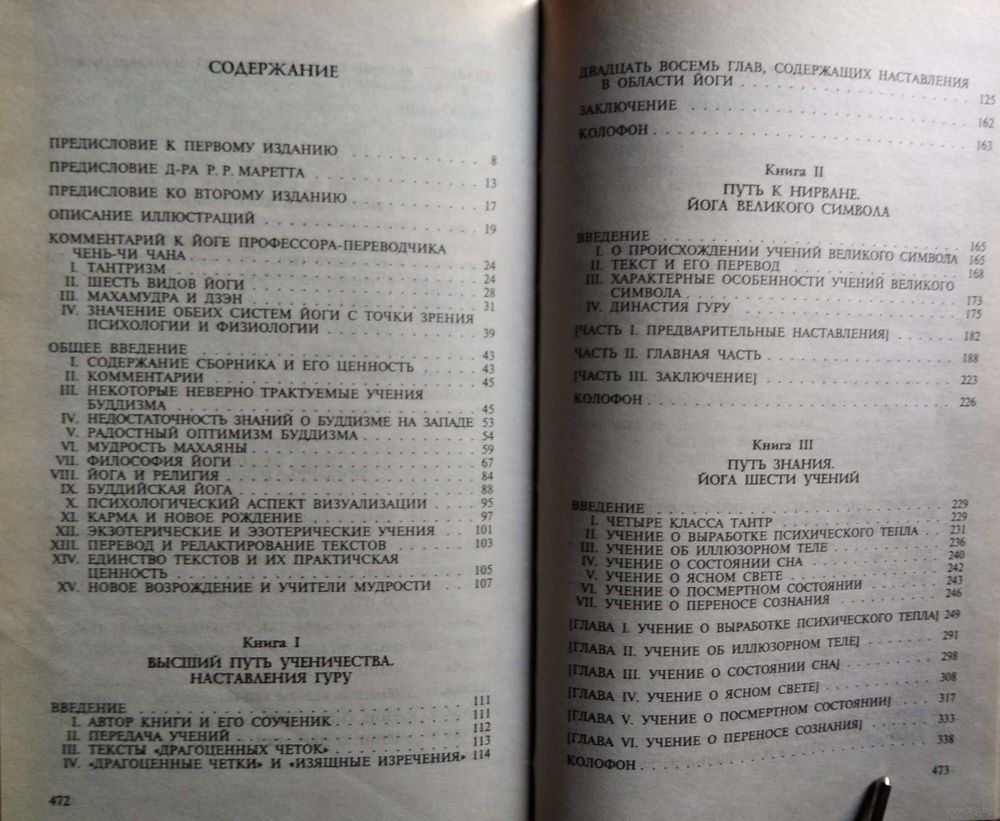 СОДЕРЖАНИЕ
ПРЕДИСЛОВИЕ К ПЕРВОМУ ИЗДАНИЮ . . . 8
ПРЕДИСЛОВИЕ Д-РА Р. Р. МАРЕТТА . . . 13
ПРЕДИСЛОВИЕ КО ВТОРОМУ ИЗДАНИЮ . . . 17
ОПИСАНИЕ ИЛЛЮСТРАЦИЙ . . . 19
КОММЕНТАРИЙ К ЙОГЕ ПРОФЕССОРА-ПЕРЕВОДЧИКА
ЧЕНЬ-ЧИ ЧАНА . . . 24
I. ТАНТРИЗМ . . . 24
II. ШЕСТЬ ВИДОВ ЙОГИ . . . 28
III. МАХАМУДРА И ДЗЭН . . . 31
IV. ЗНАЧЕНИЕ ОБЕИХ СИСТЕМ ЙОГИ С ТОЧКИ ЗРЕНИЯ
ПСИХОЛОГИИ И ФИЗИОЛОГИИ . . . 39
ОБЩЕЕ ВВЕДЕНИЕ . . . 43
I. СОДЕРЖАНИЕ СБОРНИКА И ЕГО ЦЕННОСТЬ . . . 43
II. КОММЕНТАРИИ . . . 45
III. НЕКОТОРЫЕ НЕВЕРНО ТРАКТУЕМЫЕ УЧЕНИЯ
БУДДИЗМА . . . 45
IV. НЕДОСТАТОЧНОСТЬ ЗНАНИЙ О БУДДИЗМЕ НА ЗАПАДЕ 53
V. РАДОСТНЫЙ ОПТИМИЗМ БУДДИЗМА . . . 54
VI. МУДРОСТЬ МАХАЯНЫ . . . 59
VII. ФИЛОСОФИЯ ЙОГИ . . . 67
VIII. ЙОГА И РЕЛИГИЯ . . . 84
IX. БУДДИЙСКАЯ ЙОГА . . . 88
X. ПСИХОЛОГИЧЕСКИЙ АСПЕКТ ВИЗУАЛИЗАЦИИ . . . 95
XI. КАРМА И НОВОЕ РОЖДЕНИЕ . . . 97
XII. ЭКЗОТЕРИЧЕСКИЕ И ЭЗОТЕРИЧЕСКИЕ УЧЕНИЯ . . . 101
XIII. ПЕРЕВОД И РЕДАКТИРОВАНИЕ ТЕКСТОВ . . . 103
XIV. ЕДИНСТВО ТЕКСТОВ И ИХ ПРАКТИЧСКАЯ
ЦЕННОСТЬ . . . 105
XV. НОВОЕ ВОЗРОЖДЕНИЕ И УЧИТЕЛИ МУДРОСТИ . . . 107
Книга I
ВЫСШИЙ ПУТЬ УЧЕНИЧЕСТВА.
НАСТАВЛЕНИЯ ГУРУ
ВВЕДЕНИЕ . . . 111
I. АВТОР КНИГИ И ЕГО СОУЧЕНИК . . . 111
II. ПЕРЕДАЧА УЧЕНИЙ . . . 112
III. ТЕКСТЫ «ДРАГОЦЕННЫХ ЧЕТОК» . . . 113
IV. «ДРАГОЦЕННЫЕ ЧЕТКИ» И «ИЗЯЩНЫЕ ИЗРЕЧЕНИЯ» 114
472
ДВАДЦАТЬ ВОСЕМЬ ГЛАВ, СОДЕРЖАЩИХ НАСТАВЛЕНИЯ
В ОБЛАСТИ ЙОГИ . . . 125
ЗАКЛЮЧЕНИЕ . . . 162
КОЛОФОН . . . 163
Книга II
ПУТЬ К НИРВАНЕ.
ЙОГА ВЕЛИКОГО СИМВОЛА
ВВЕДЕНИЕ . . . 165
I. О ПРОИСХОЖДЕНИИ УЧЕНИЙ ВЕЛИКОГО СИМВОЛА 165
II. ТЕКСТ И ЕГО ПЕРЕВОД . . . 168
III. ХАРАКТЕРНЫЕ ОСОБЕННОСТИ УЧЕНИЙ ВЕЛИКОГО
СИМВОЛА . . . 173
IV. ДИНАСТИЯ ГУРУ . . . 175
[ЧАСТЬ I. ПРЕДВАРИТЕЛЬНЫЕ НАСТАВЛЕНИЯ] . . . 182
ЧАСТЬ II. ГЛАВНАЯ ЧАСТЬ . . . 188
[ЧАСТЬ III. ЗАКЛЮЧЕНИЕ] . . . 223
КОЛОФОН . . . 226
Книга III
ПУТЬ ЗНАНИЯ.
ЙОГА ШЕСТИ УЧЕНИЙ
ВВЕДЕНИЕ . . . 229
I. ЧЕТЫРЕ КЛАССА ТАНТР . . . 229
II. УЧЕНИЕ О ВЫРАБОТКЕ ПСИХИЧЕСКОГО ТЕПЛА . . . 231
III. УЧЕНИЕ ОБ ИЛЛЮЗОРНОМ ТЕЛЕ . . . 236
IV. УЧЕНИЕ О СОСТОЯНИИ СНА . . . 240
V. УЧЕНИЕ О ЯСНОМ СВЕТЕ . . . 242
VI. УЧЕНИЕ О ПОСМЕРТНОМ СОСТОЯНИИ . . . 243
VII. УЧЕНИЕ О ПЕРЕНОСЕ СОЗНАНИЯ . . . 246
[ГЛАВА I. УЧЕНИЕ О ВЫРАБОТКЕ ПСИХИЧЕСКОГО ТЕПЛА] 249
[ГЛАВА II. УЧЕНИЕ ОБ ИЛЛЮЗОРНОМ ТЕЛЕ] . . . 291
[ГЛАВА III. УЧЕНИЕ О СОСТОЯНИИ СНА] . . . 298
[ГЛАВА IV. УЧЕНИЕ О ЯСНОМ СВЕТЕ] . . . 308
[ГЛАВА V. УЧЕНИЕ О ПОСМЕРТНОМ СОСТОЯНИИ] . . . 317
[ГЛАВА VI. УЧЕНИЕ О ПЕРЕНОСЕ СОЗНАНИЯ] . . . 333
КОЛОФОН . . . 338
473